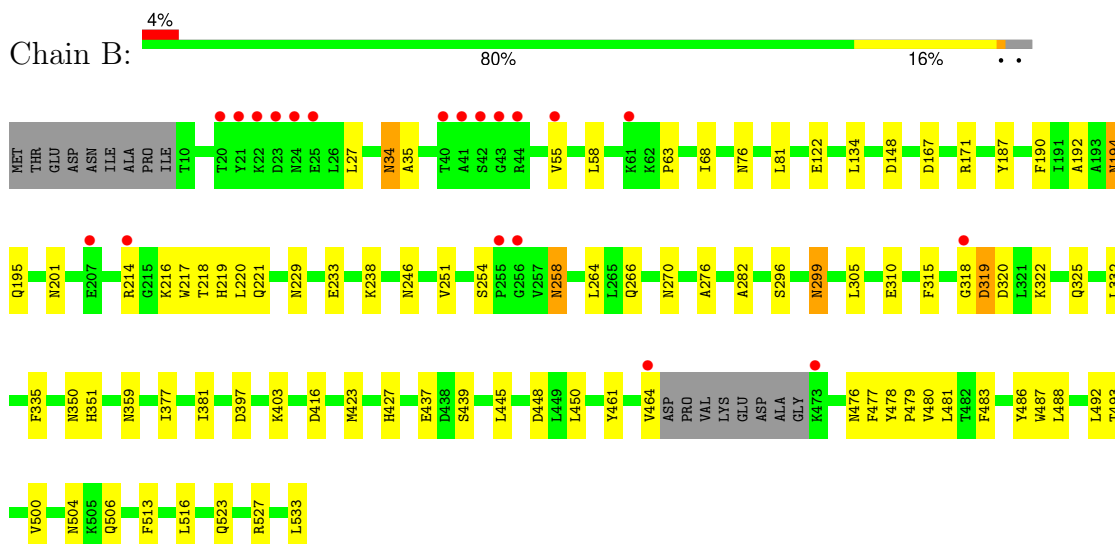 4%
Chain B:
80% 16% • •
MET THR GLU ASP ASN ILE ALA PRO ILE T10 T20 Y21 K22 D23 N24 E25 L26 L27 N34 A35 T40 A41 S42 G43 R44 V55 L58 K61 K62 P63 I68 N76 L81 E122 L134 D148 D167 R171 Y187 F190 I191 A192 A193 N194
Q195 N201 E207 R214 G215 K216 W217 T218 H219 L220 Q221 N229 E233 K238 N246 V251 S254 P255 G256 V257 N258 L264 L265 Q266 N270 A276 A282 S296 N299 L305 E310 F315 G318 D319 D320 L321 K322 Q325 L332
F335 N350 H351 N359 I377 I381 D397 K403 D416 M423 H427 E437 D438 S439 L445 D448 L449 L450 Y461 V464 ASP PRO VAL LYS GLU ASP ALA GLY K473 N476 F477 Y478 P479 V480 L481 T482 F483 Y486 W487 L488 L492 T493
V500 N504 K505 Q506 F513 L516 Q523 R527 L533